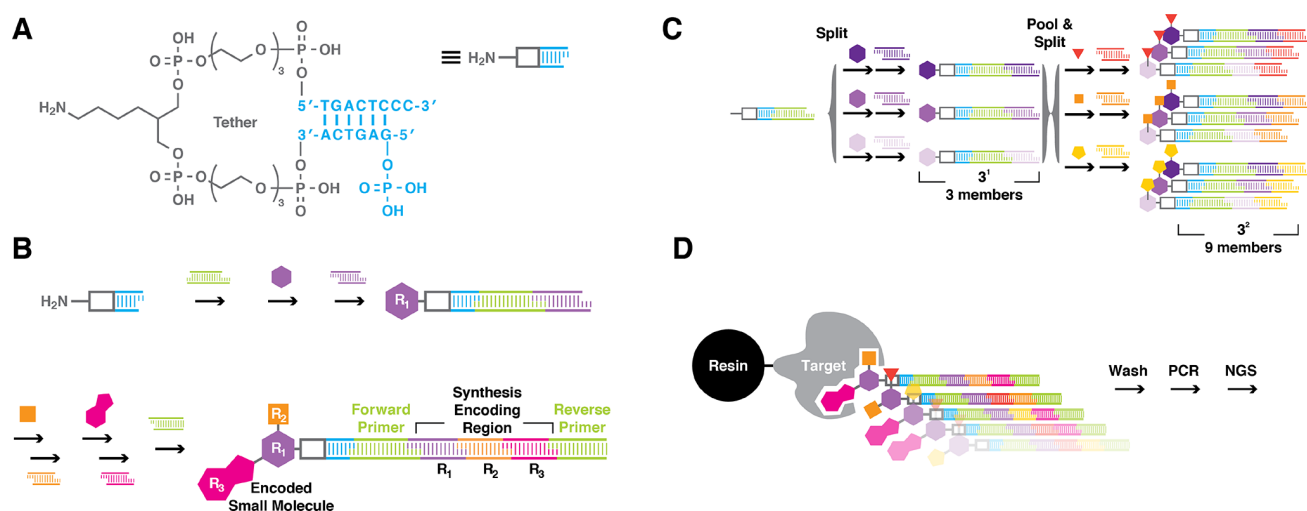 A
OH
OH
O=P
O
O
P
OH
3
O
O
H₂N
≡ H₂N
5′-TGACTCCC-3′
Tether
3′-ACTGAG-5′
O
O
O
O=P
O
O
P
OH
O=P
OH
OH
3
O
OH
B
H₂N
R₁
Forward
Primer
Synthesis
Encoding
Region
Reverse
Primer
R₂
R₁
R₃
R₁ R₂ R₃
Encoded
Small Molecule
C
Split
Pool &
Split
3¹
3 members
3²
9 members
D
Resin
Target
Wash PCR NGS